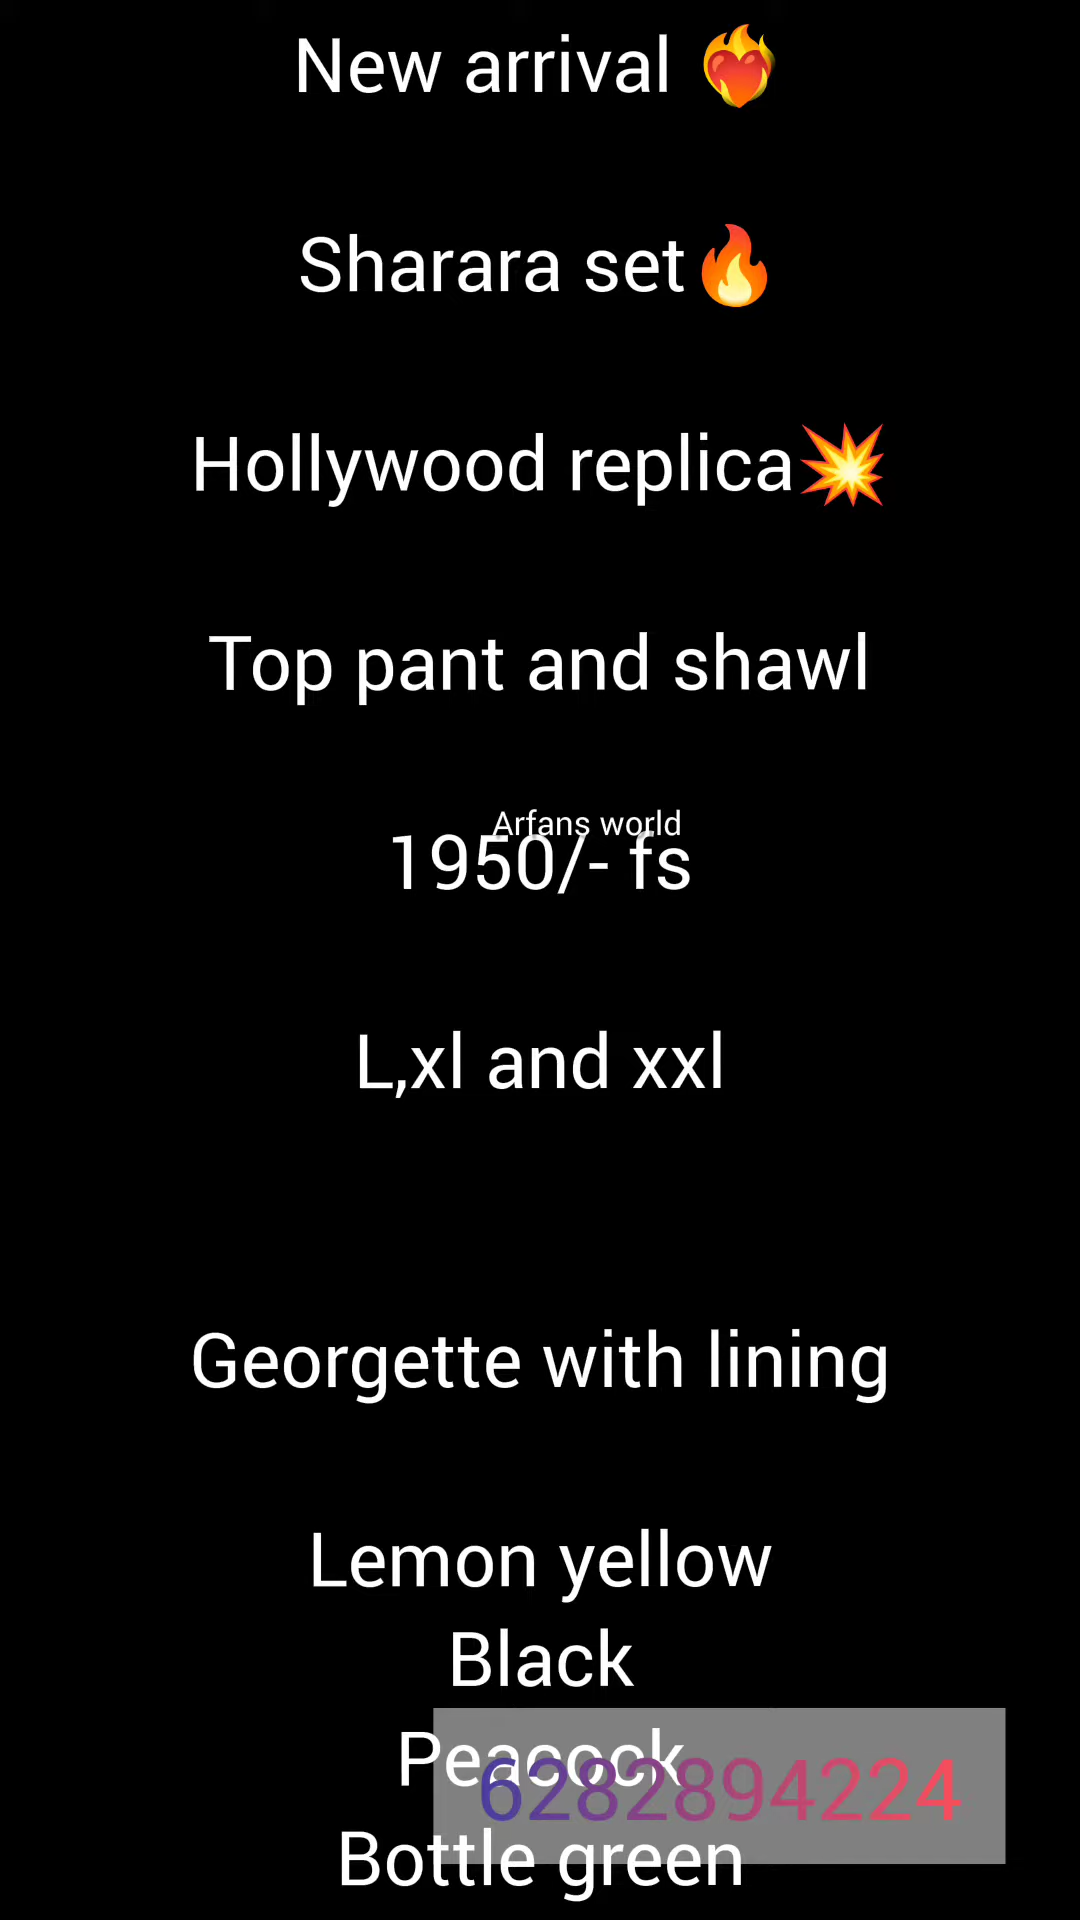 New arrival ❤️‍🔥
Sharara set🔥
Hollywood replica💥
Top pant and shawl
Arfans world
1950/- fs
L,xl and xxl
Georgette with lining
Lemon yellow
Black
Peacock
6282894224
Bottle green